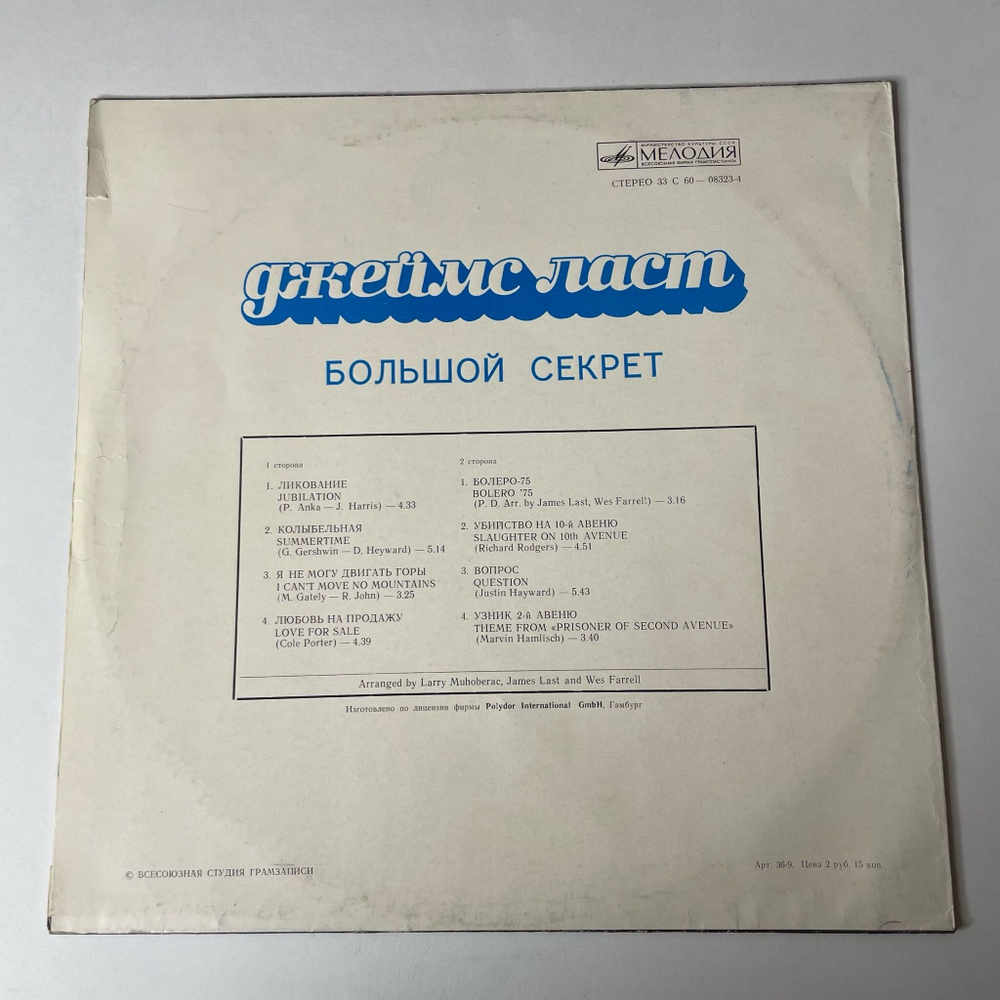 МИНИСТЕРСТВО КУЛЬТУРЫ СССР
МЕЛОДИЯ
ВСЕСОЮЗНАЯ ФИРМА ГРАМПЛАСТИНОК
СТЕРЕО 33 С 60—08323-4
джеймс ласт
БОЛЬШОЙ СЕКРЕТ
1 сторона
1. ЛИКОВАНИЕ
JUBILATION
(P. Anka — J. Harris) — 4.33
2. КОЛЫБЕЛЬНАЯ
SUMMERTIME
(G. Gershwin — D. Heyward) — 5.14
3. Я НЕ МОГУ ДВИГАТЬ ГОРЫ
I CAN'T MOVE NO MOUNTAINS
(M. Gately — R. John) — 3.25
4. ЛЮБОВЬ НА ПРОДАЖУ
LOVE FOR SALE
(Cole Porter) — 4.39
2 сторона
1. БОЛЕРО-75
BOLERO '75
(P. D. Arr. by James Last, Wes Farrell) — 3.16
2. УБИЙСТВО НА 10-й АВЕНЮ
SLAUGHTER ON 10th AVENUE
(Richard Rodgers) — 4.51
3. ВОПРОС
QUESTION
(Justin Hayward) — 5.43
4. УЗНИК 2-й АВЕНЮ
THEME FROM «PRISONER OF SECOND AVENUE»
(Marvin Hamlisch) — 3.40
Arranged by Larry Muhoberac, James Last and Wes Farrell
Изготовлено по лицензии фирмы Polydor International GmbH, Гамбург
© ВСЕСОЮЗНАЯ СТУДИЯ ГРАМЗАПИСИ
Арт. 36-9. Цена 2 руб. 15 коп.